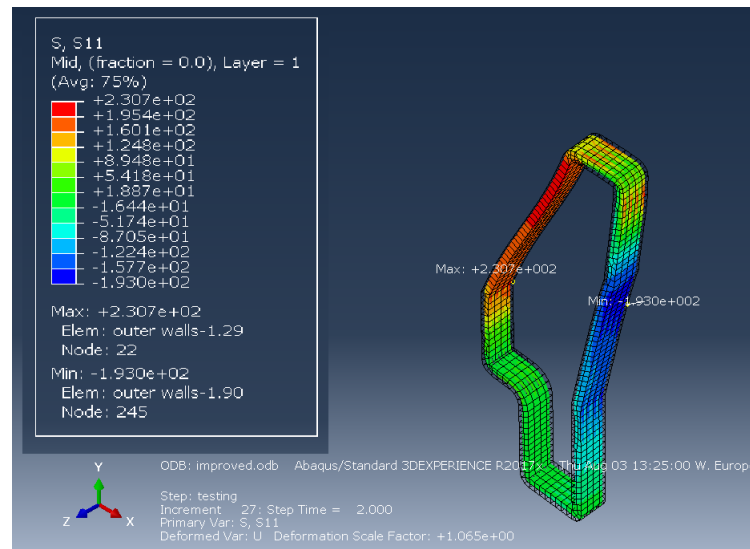 S, S11
Mid, (fraction = 0.0), Layer = 1
(Avg: 75%)
+2.307e+02
+1.954e+02
+1.601e+02
+1.248e+02
+8.948e+01
+5.418e+01
+1.887e+01
-1.644e+01
-5.174e+01
-8.705e+01
-1.224e+02
-1.577e+02
-1.930e+02
Max: +2.307e+02
Elem: outer walls-1.29
Node: 22
Min: -1.930e+02
Elem: outer walls-1.90
Node: 245
Max: +2.307e+002
Min: -1.930e+002
Y
Z
X
ODB: improved.odb Abaqus/Standard 3DEXPERIENCE R2017x Thu Aug 03 13:25:00 W. Europ
Step: testing
Increment 27: Step Time = 2.000
Primary Var: S, S11
Deformed Var: U Deformation Scale Factor: +1.065e+00